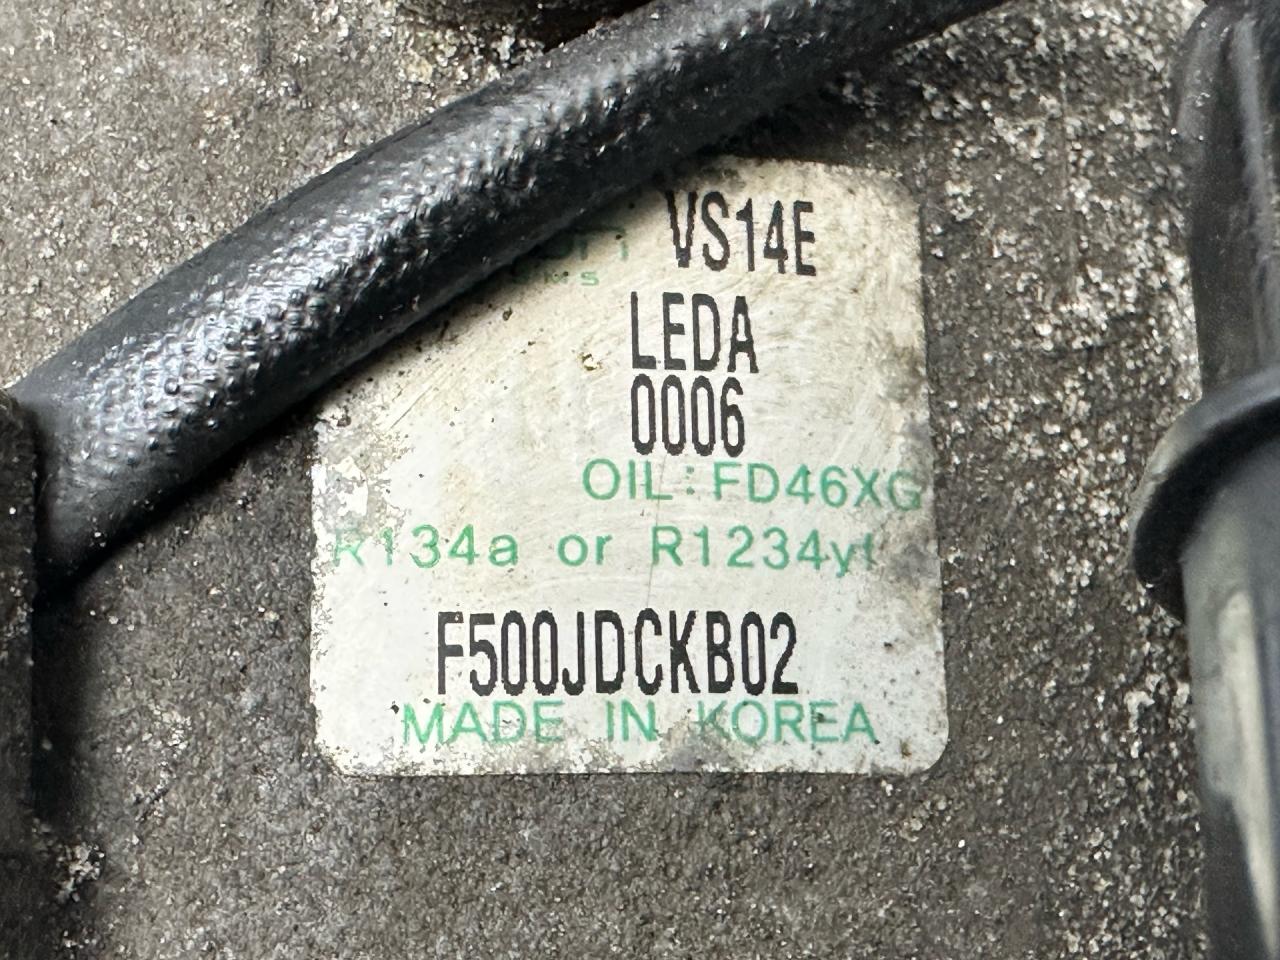 VS14E
LEDA
0006
OIL:FD46XG
R134a or R1234yf
F500JDCKB02
MADE IN KOREA